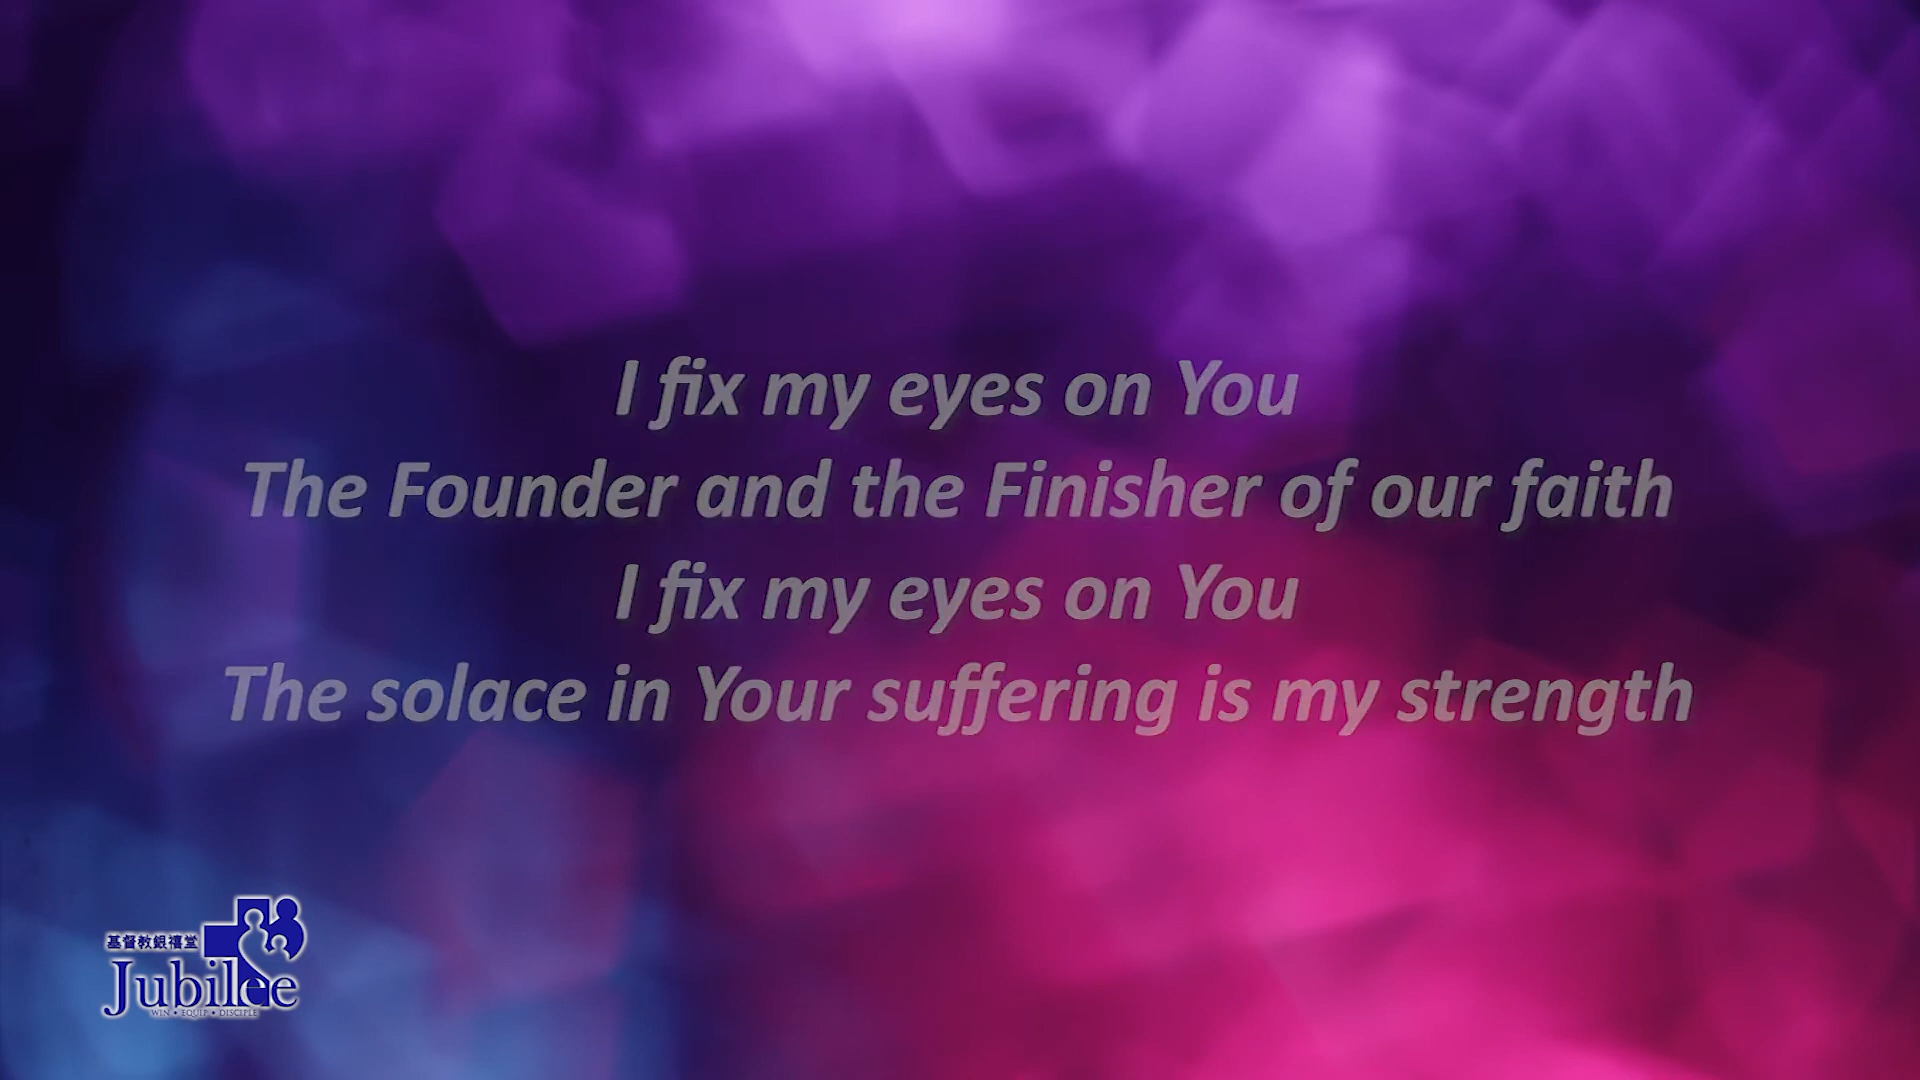 I fix my eyes on You
The Founder and the Finisher of our faith
I fix my eyes on You
The solace in Your suffering is my strength
基督教銀禧堂
Jubilee
WIN • EQUIP • DISCIPLE